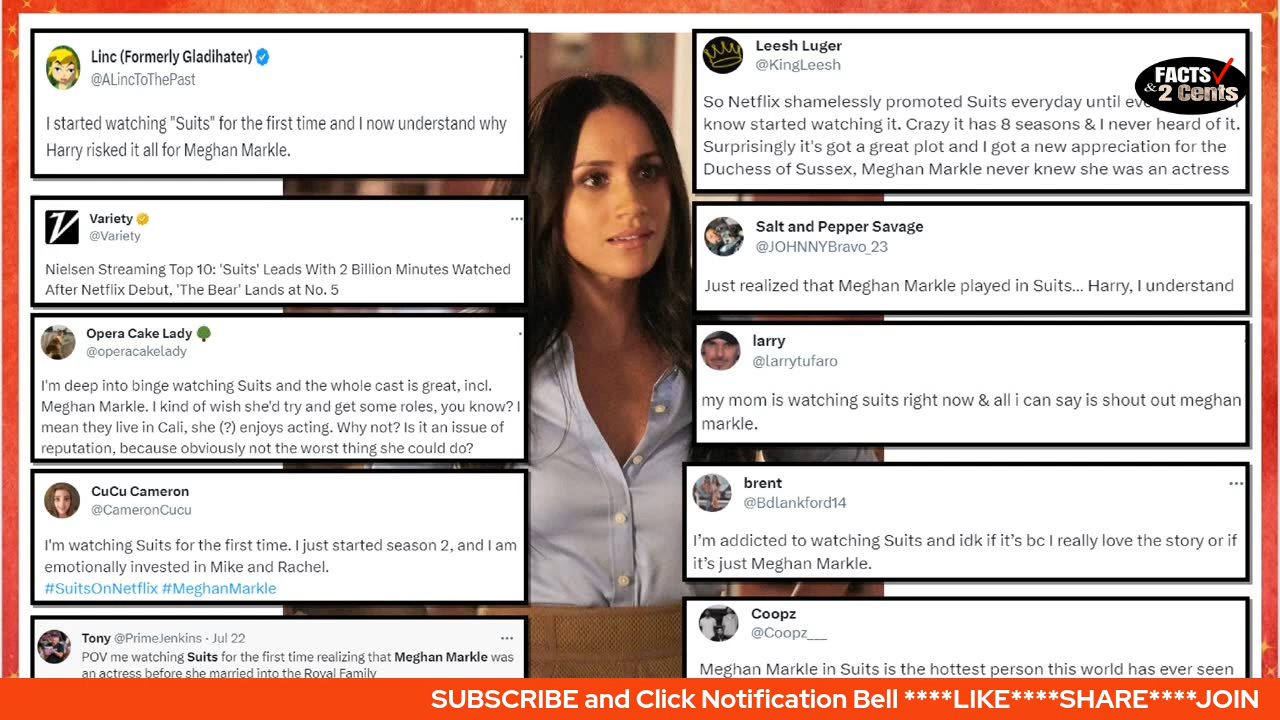 Linc (Formerly Gladihater)
@ALincToThePast
I started watching "Suits" for the first time and I now understand why
Harry risked it all for Meghan Markle.
Variety
@Variety
Nielsen Streaming Top 10: 'Suits' Leads With 2 Billion Minutes Watched
After Netflix Debut, 'The Bear' Lands at No. 5
Opera Cake Lady
@operacakelady
I'm deep into binge watching Suits and the whole cast is great, incl.
Meghan Markle. I kind of wish she'd try and get some roles, you know? I
mean they live in Cali, she (?) enjoys acting. Why not? Is it an issue of
reputation, because obviously not the worst thing she could do?
CuCu Cameron
@CameronCucu
I'm watching Suits for the first time. I just started season 2, and I am
emotionally invested in Mike and Rachel.
#SuitsOnNetflix #MeghanMarkle
Tony @PrimeJenkins · Jul 22
POV me watching Suits for the first time realizing that Meghan Markle was
an actress before she married into the Royal Family
Leesh Luger
@KingLeesh
So Netflix shamelessly promoted Suits everyday until
know started watching it. Crazy it has 8 seasons & I never heard of it.
Surprisingly it's got a great plot and I got a new appreciation for the
Duchess of Sussex, Meghan Markle never knew she was an actress
FACTS
& 2 Cents
Salt and Pepper Savage
@JOHNNYBravo_23
Just realized that Meghan Markle played in Suits... Harry, I understand
larry
@larrytufaro
my mom is watching suits right now & all i can say is shout out meghan
markle.
brent
@Bdlankford14
I'm addicted to watching Suits and idk if it's bc I really love the story or if
it's just Meghan Markle.
Coopz
@Coopz___
Meghan Markle in Suits is the hottest person this world has ever seen
SUBSCRIBE and Click Notification Bell ****LIKE****SHARE****JOIN